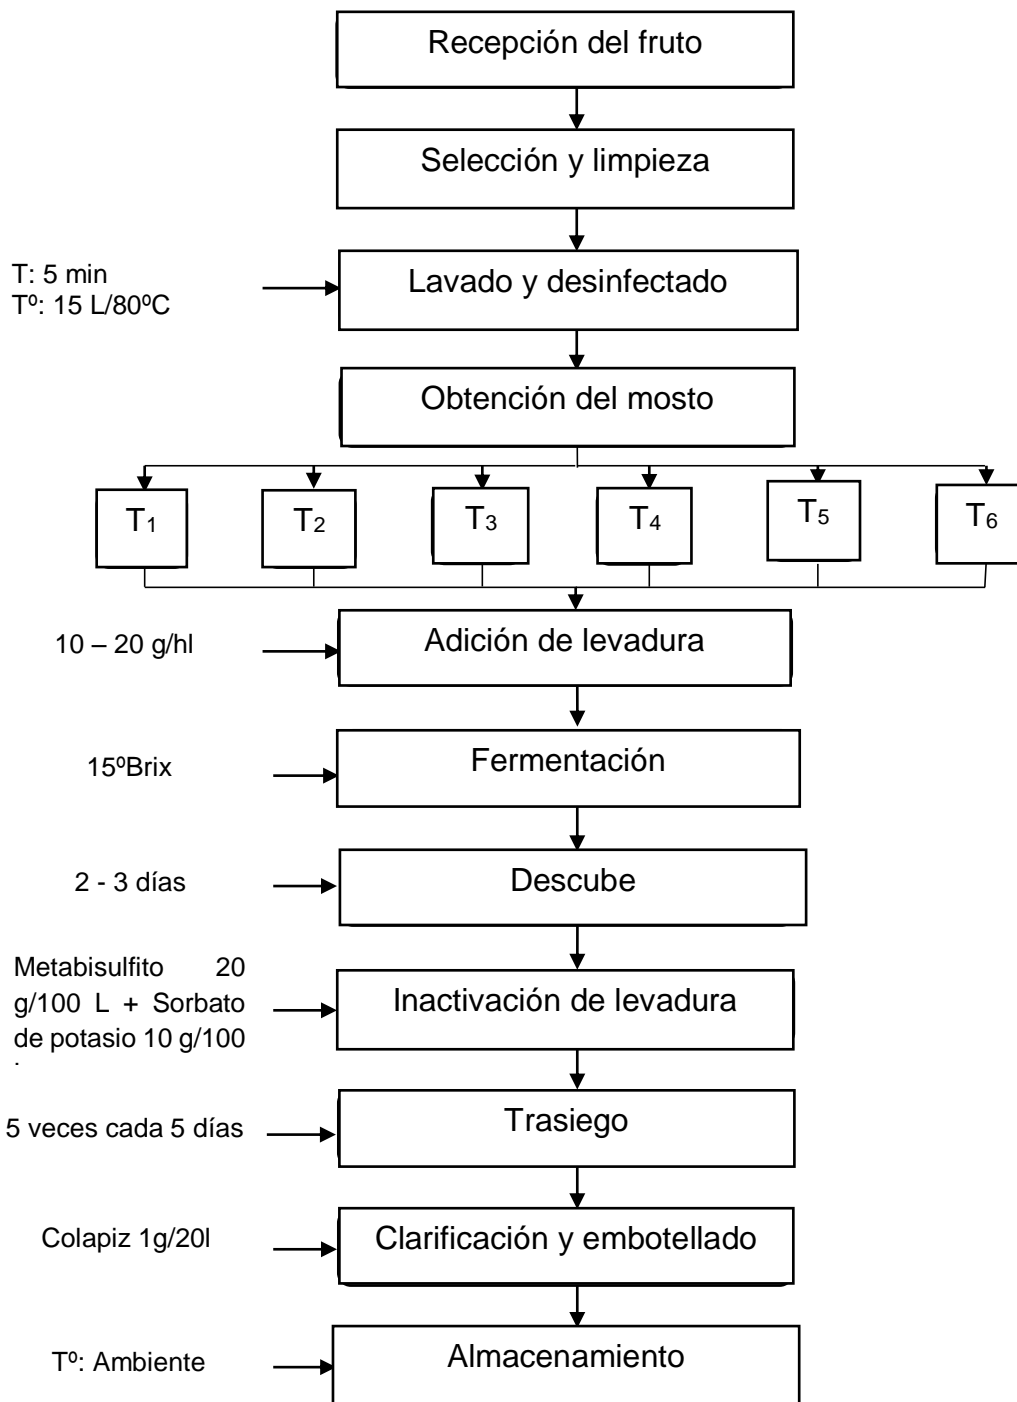 Recepción del fruto
Selección y limpieza
T: 5 min
Tº: 15 L/80ºC
Lavado y desinfectado
Obtención del mosto
T1
T2
T3
T4
T5
T6
10 – 20 g/hl
Adición de levadura
15ºBrix
Fermentación
2 - 3 días
Descube
Metabisulfito 20
g/100 L + Sorbato
de potasio 10 g/100
Inactivación de levadura
5 veces cada 5 días
Trasiego
Colapiz 1g/20l
Clarificación y embotellado
Tº: Ambiente
Almacenamiento